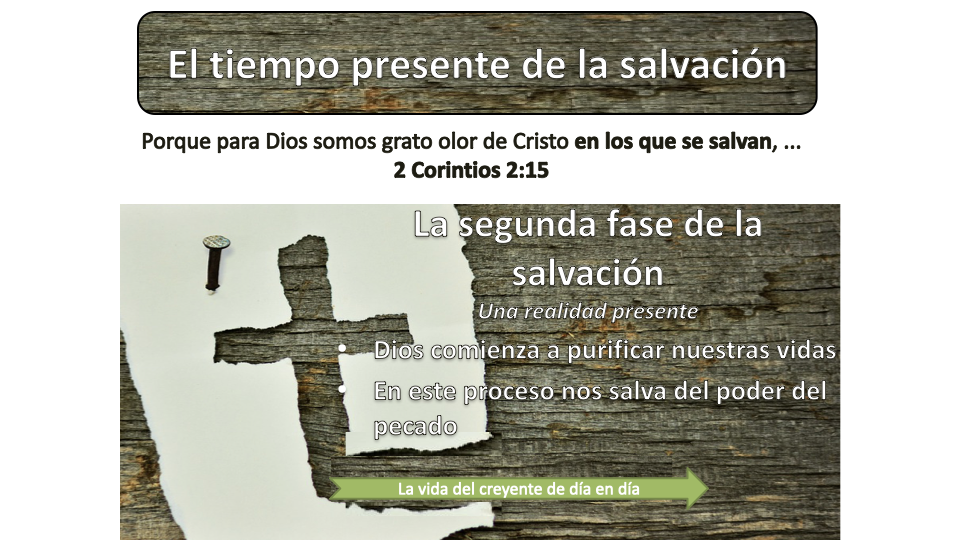 El tiempo presente de la salvación
Porque para Dios somos grato olor de Cristo en los que se salvan, ...
2 Corintios 2:15
La segunda fase de la
salvación
Una realidad presente
• Dios comienza a purificar nuestras vidas
• En este proceso nos salva del poder del
pecado
La vida del creyente de día en día